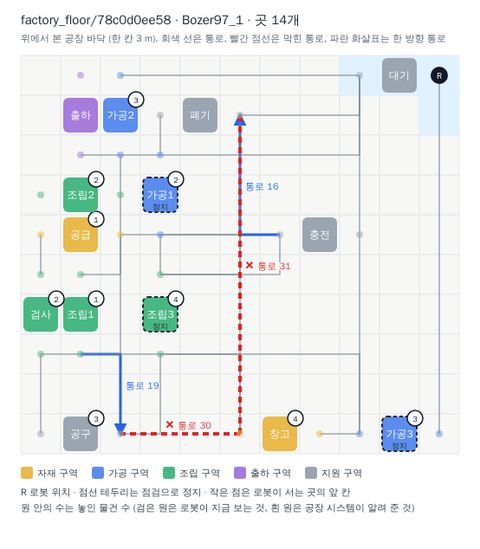 factory_floor/78c0d0ee58 · Bozer97_1 · 곳 14개
위에서 본 공장 바닥 (한 칸 3 m). 회색 선은 통로, 빨간 점선은 막힌 통로, 파란 화살표는 한 방향 통로
대기
R
3
출하
가공2
폐기
통로 16
2
조립2
2
가공1
정지
1
공급
충전
× 통로 31
2
검사
1
조립1
4
조립3
정지
통로 19
3
공구
× 통로 30
4
창고
3
가공3
정지
자재 구역
가공 구역
조립 구역
출하 구역
지원 구역
R 로봇 위치 · 점선 테두리는 점검으로 정지 · 작은 점은 로봇이 서는 곳의 앞 칸
원 안의 수는 놓인 물건 수 (검은 원은 로봇이 지금 보는 것, 흰 원은 공장 시스템이 알려 준 것)